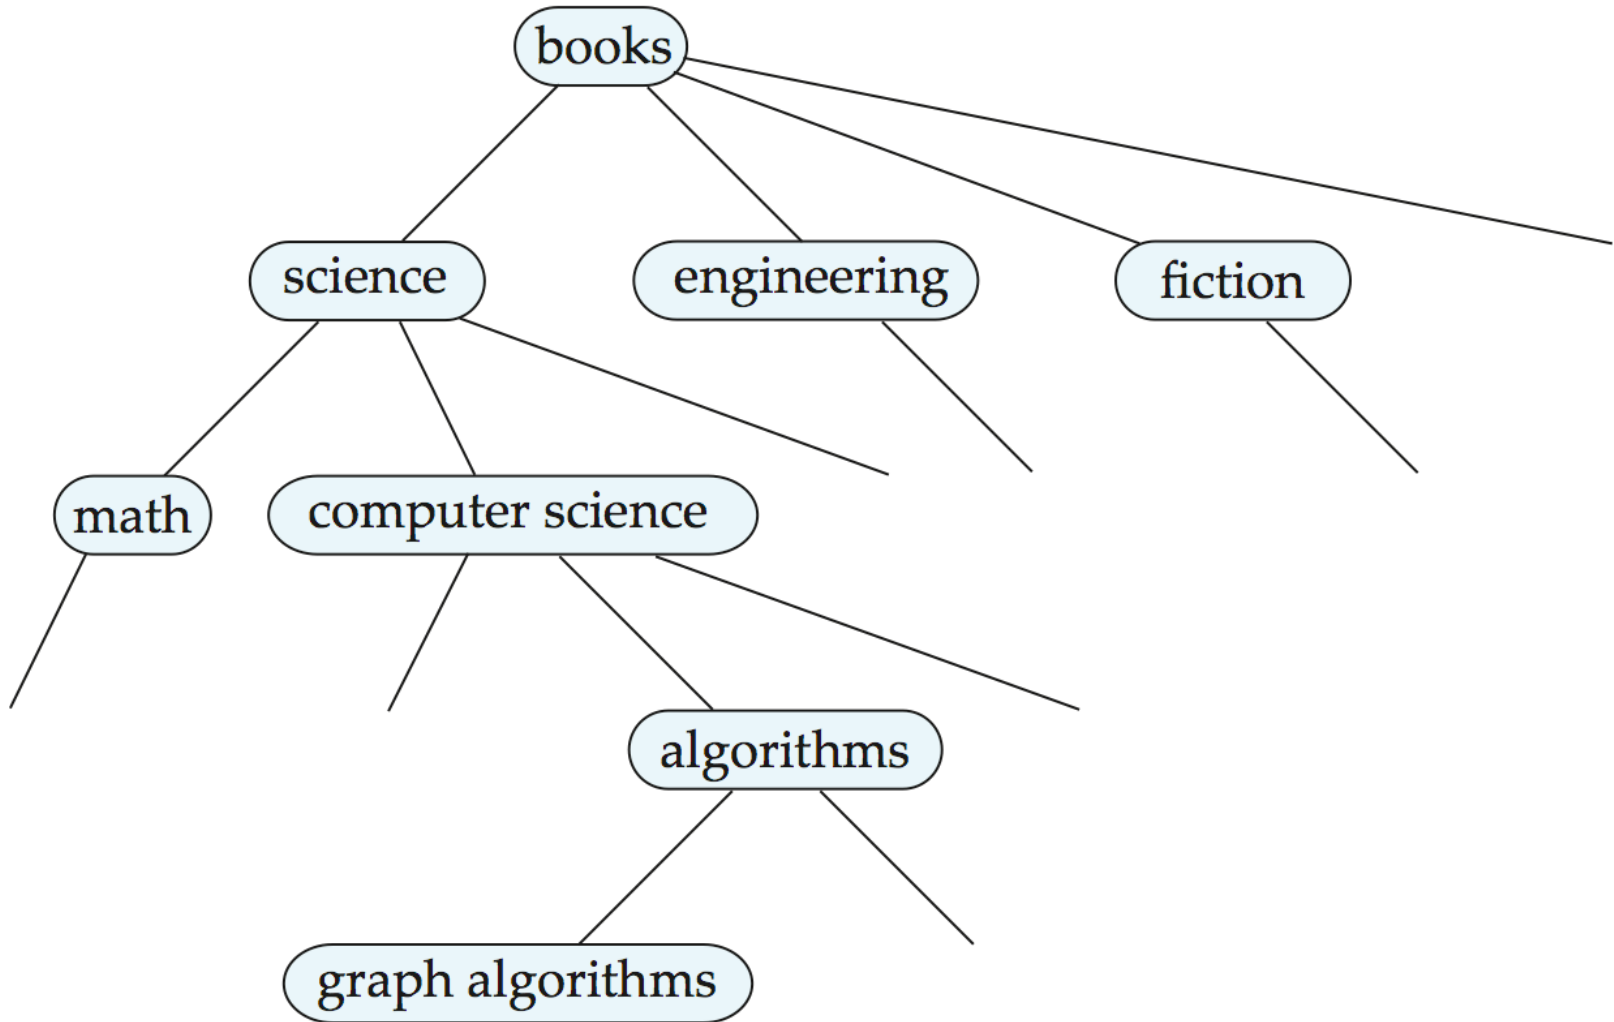 books
science
engineering
fiction
math
computer science
algorithms
graph algorithms